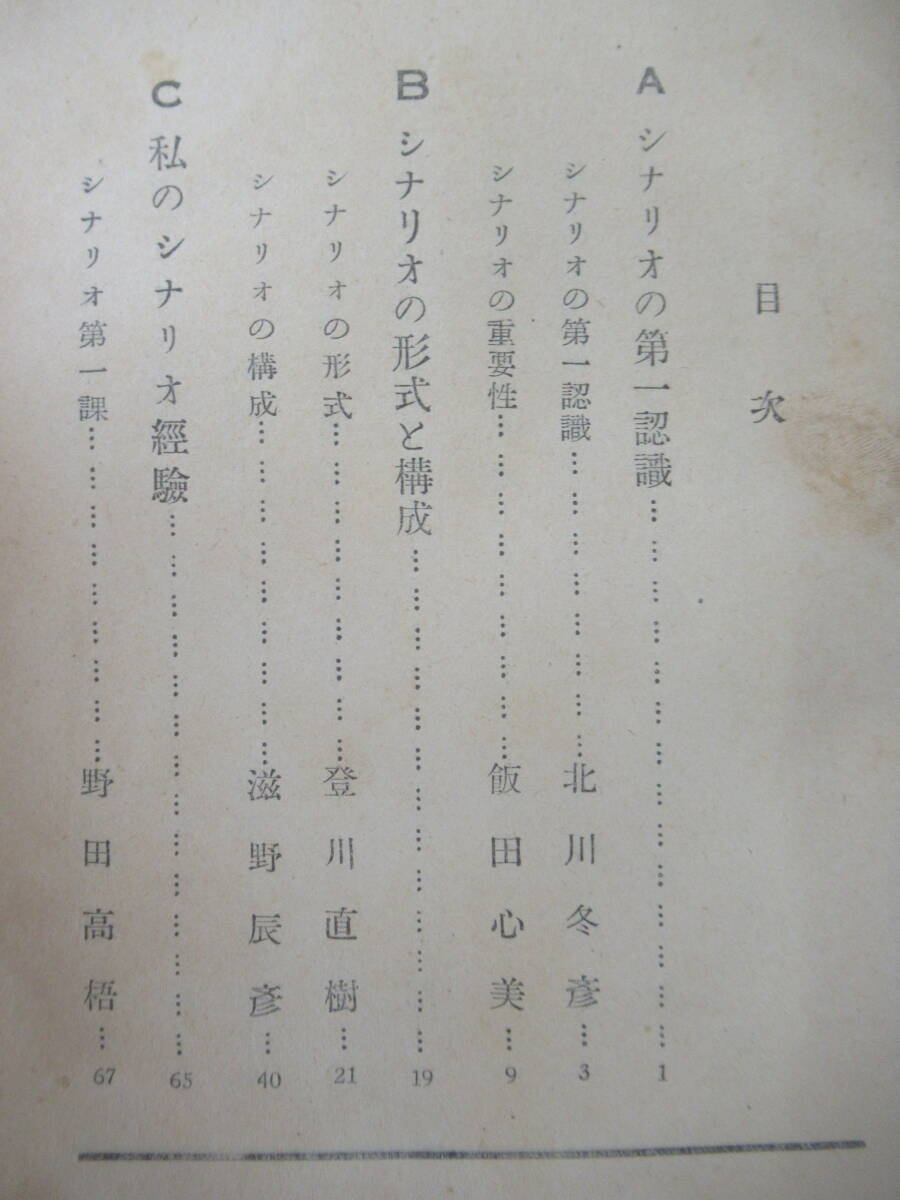 目次
A シナリオの第一認識………………………………1
シナリオの第一認識…………………………北川冬彦…3
シナリオの重要性……………………………飯田心美…9
B シナリオの形式と構成………………………………19
シナリオの形式…………………………登川直樹…21
シナリオの構成…………………………滋野辰彦…40
C 私のシナリオ經驗………………………………65
シナリオ第一課…………………………野田高梧…67